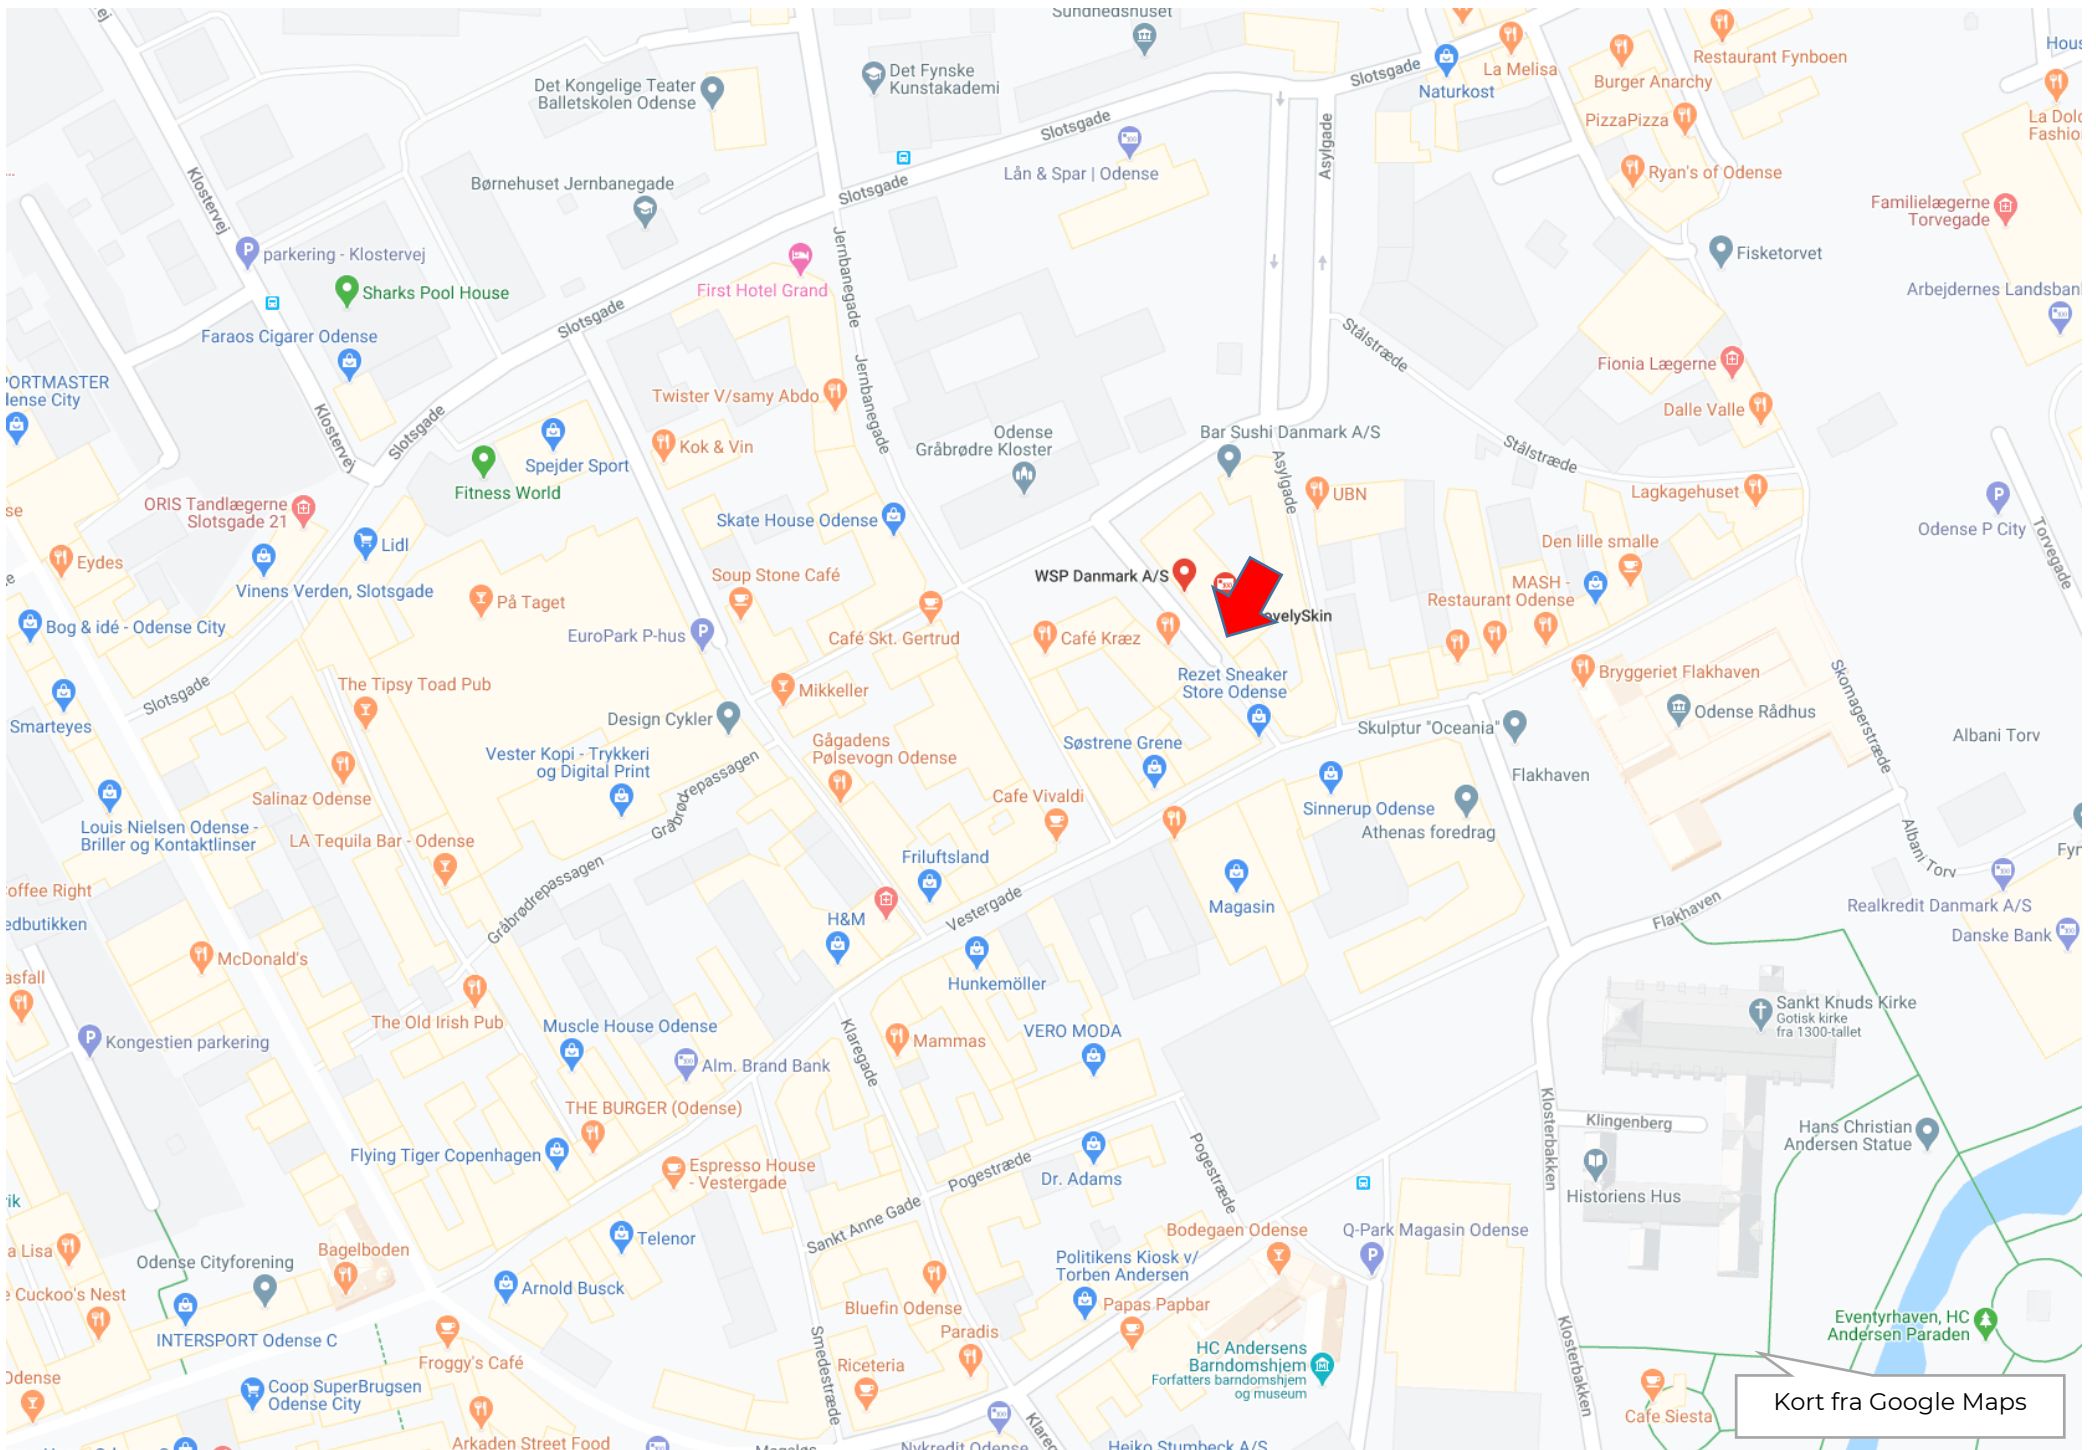 Sundhedshuset
Slotsgade
La Melisa
Naturkost
Restaurant Fynboen
Burger Anarchy
PizzaPizza
Ryan's of Odense
La Dolc
Fashio
Det Kongelige Teater
Balletskolen Odense
Det Fynske
Kunstakademi
Slotsgade
Lån & Spar | Odense
Asylgade
Klostervej
Børnehuset Jernbanegade
Slotsgade
Familielægerne
Torvegade
parkering - Klostervej
Sharks Pool House
First Hotel Grand
Jernbanegade
Fisketorvet
Arbejdernes Landsban
Faraos Cigarer Odense
Slotsgade
Jernbanegade
Stålstræde
Fionia Lægerne
PORTMASTER
dense City
Twister V/samy Abdo
Dalle Valle
Klostervej
Slotsgade
Kok & Vin
Odense
Gråbrødre Kloster
Bar Sushi Danmark A/S
Stålstræde
Spejder Sport
Fitness World
Asylgade
UBN
Lagkagehuset
ORIS Tandlægerne
Slotsgade 21
Skate House Odense
Odense P City
Torvegade
Lidl
Eydes
Vinens Verden, Slotsgade
Soup Stone Café
WSP Danmark A/S
Den lille smalle
MASH -
Restaurant Odense
På Taget
ovelySkin
Bog & idé - Odense City
EuroPark P-hus
Café Skt. Gertrud
Café Kræz
Rezet Sneaker
Store Odense
Bryggeriet Flakhaven
Skomagerstræde
Slotsgade
The Tipsy Toad Pub
Mikkeller
Smarteyes
Design Cykler
Skulptur "Oceania"
Odense Rådhus
Albani Torv
Vester Kopi - Trykkeri
og Digital Print
Gågadens
Pølsevogn Odense
Søstrene Grene
Flakhaven
Salinaz Odense
Gråbrødrepassagen
Cafe Vivaldi
Sinnerup Odense
Athenas foredrag
Louis Nielsen Odense -
Briller og Kontaktlinser
LA Tequila Bar - Odense
Friluftsland
Albani Torv
Fyn
offee Right
Gråbrødrepassagen
H&M
Vestergade
Magasin
Flakhaven
Realkredit Danmark A/S
edbutikken
Danske Bank
McDonald's
asfall
Hunkemöller
Sankt Knuds Kirke
Gotisk kirke
fra 1300-tallet
The Old Irish Pub
Muscle House Odense
Klaregade
Mammas
VERO MODA
Kongestien parkering
Alm. Brand Bank
THE BURGER (Odense)
Klosterbakken
Klingenberg
Hans Christian
Andersen Statue
Flying Tiger Copenhagen
Espresso House
- Vestergade
Pogestræde
Dr. Adams
Pogestræde
Historiens Hus
rik
Sankt Anne Gade
Telenor
Bodegaen Odense
Q-Park Magasin Odense
a Lisa
Odense Cityforening
Bagelboden
Politikens Kiosk v/
Torben Andersen
Arnold Busck
e Cuckoo's Nest
Bluefin Odense
Papas Papbar
Eventyrhaven, HC
Andersen Paraden
INTERSPORT Odense C
Smedestræde
Paradis
HC Andersens
Barndomshjem
Forfatters barndomshjem
og museum
Klosterbakken
Froggy's Café
Riceteria
Odense
Coop SuperBrugsen
Odense City
Kort fra Google Maps
Cafe Siesta
Arkaden Street Food
Nykredit Odense
Heiko Stumbeck A/S